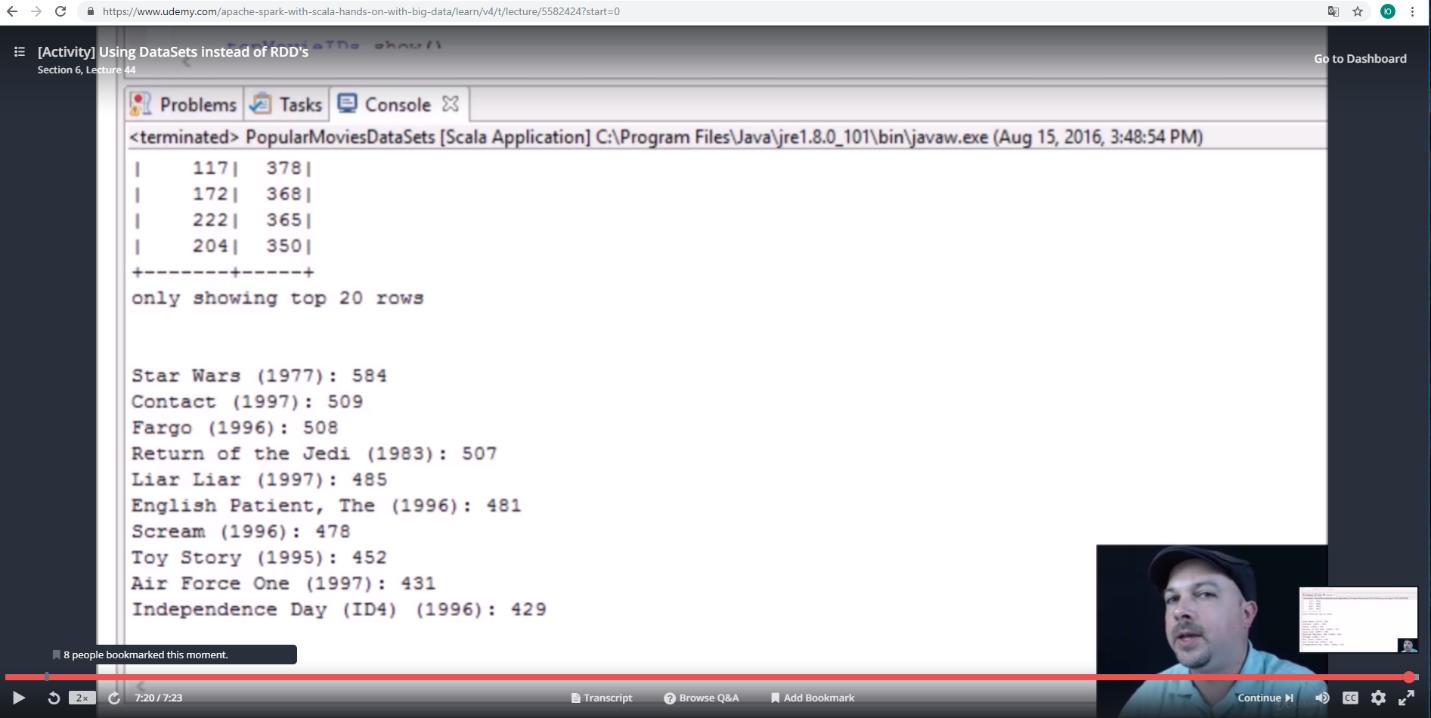 https://www.udemy.com/apache-spark-with-scala-hands-on-with-big-data/learn/v4/t/lecture/5582424?start=0
[Activity] Using DataSets instead of RDD's
Section 6, Lecture 44
Go to Dashboard
Problems Tasks Console
<terminated> PopularMoviesDataSets [Scala Application] C:\Program Files\Java\jre1.8.0_101\bin\javaw.exe (Aug 15, 2016, 3:48:54 PM)
| 117| 378|
| 172| 368|
| 222| 365|
| 204| 350|
+-------+-----+
only showing top 20 rows
Star Wars (1977): 584
Contact (1997): 509
Fargo (1996): 508
Return of the Jedi (1983): 507
Liar Liar (1997): 485
English Patient, The (1996): 481
Scream (1996): 478
Toy Story (1995): 452
Air Force One (1997): 431
Independence Day (ID4) (1996): 429
8 people bookmarked this moment.
2x 7:20 / 7:23 Transcript Browse Q&A Add Bookmark Continue CC